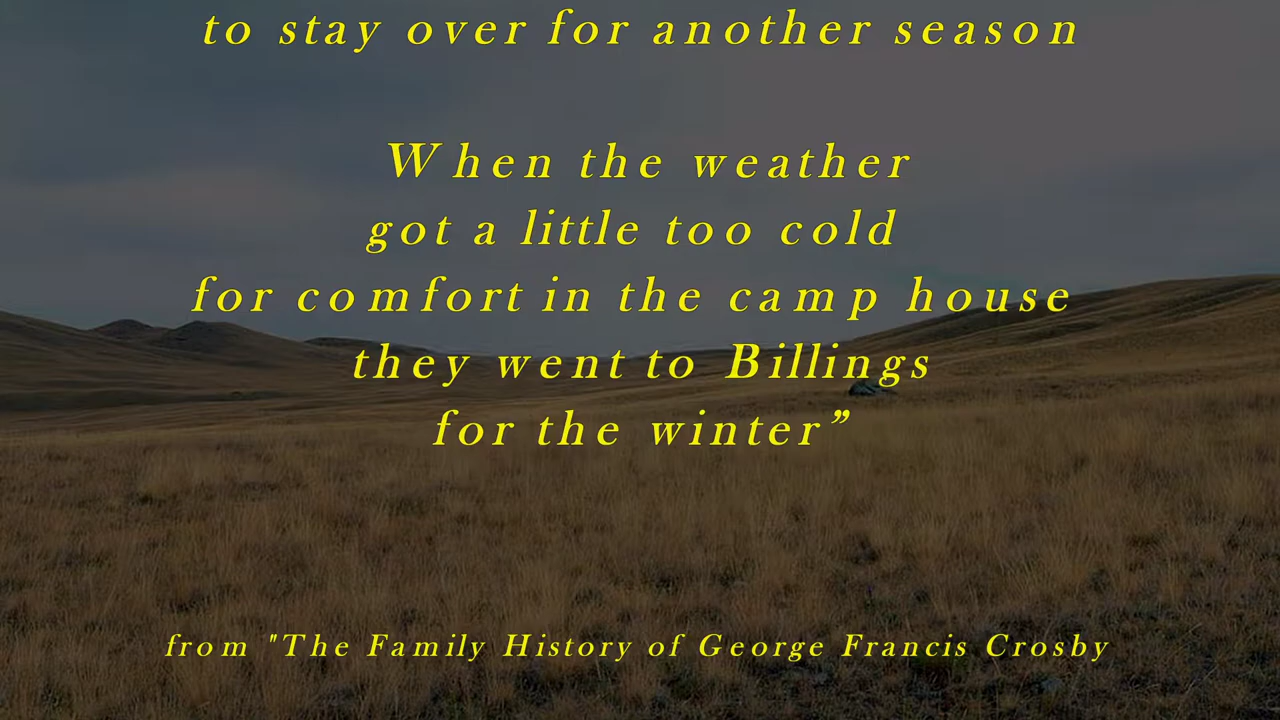 to stay over for another season
When the weather
got a little too cold
for comfort in the camp house
they went to Billings
for the winter”
from "The Family History of George Francis Crosby